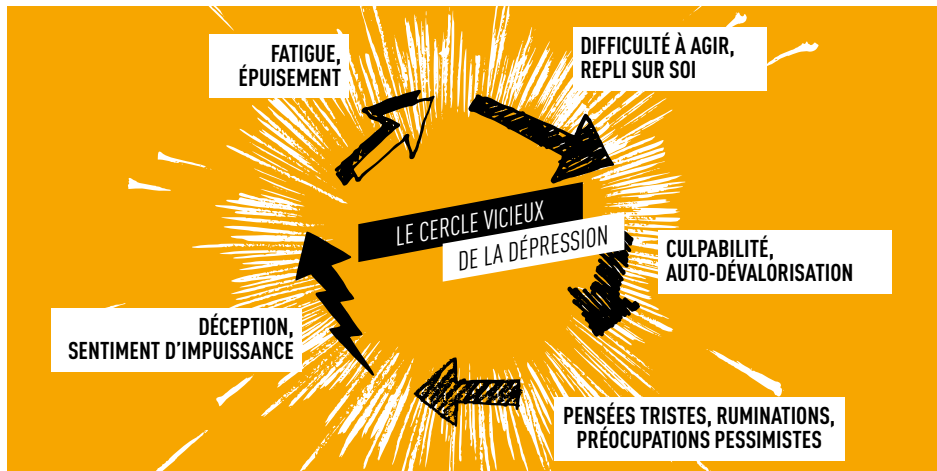 FATIGUE,
ÉPUISEMENT
DIFFICULTÉ À AGIR,
REPLI SUR SOI
LE CERCLE VICIEUX
DE LA DÉPRESSION
CULPABILITÉ,
AUTO-DÉVALORISATION
DÉCEPTION,
SENTIMENT D'IMPUISSANCE
PENSÉES TRISTES, RUMINATIONS,
PRÉOCUPATIONS PESSIMISTES